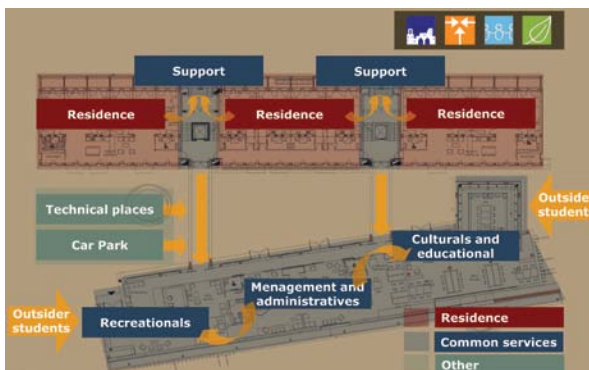 Support
Support
Residence
Residence
Residence
Technical places
Car Park
Outsider
student
Culturals and
educational
Menagement and
administratives
Outsider
students
Recreationals
Residence
Common services
Other